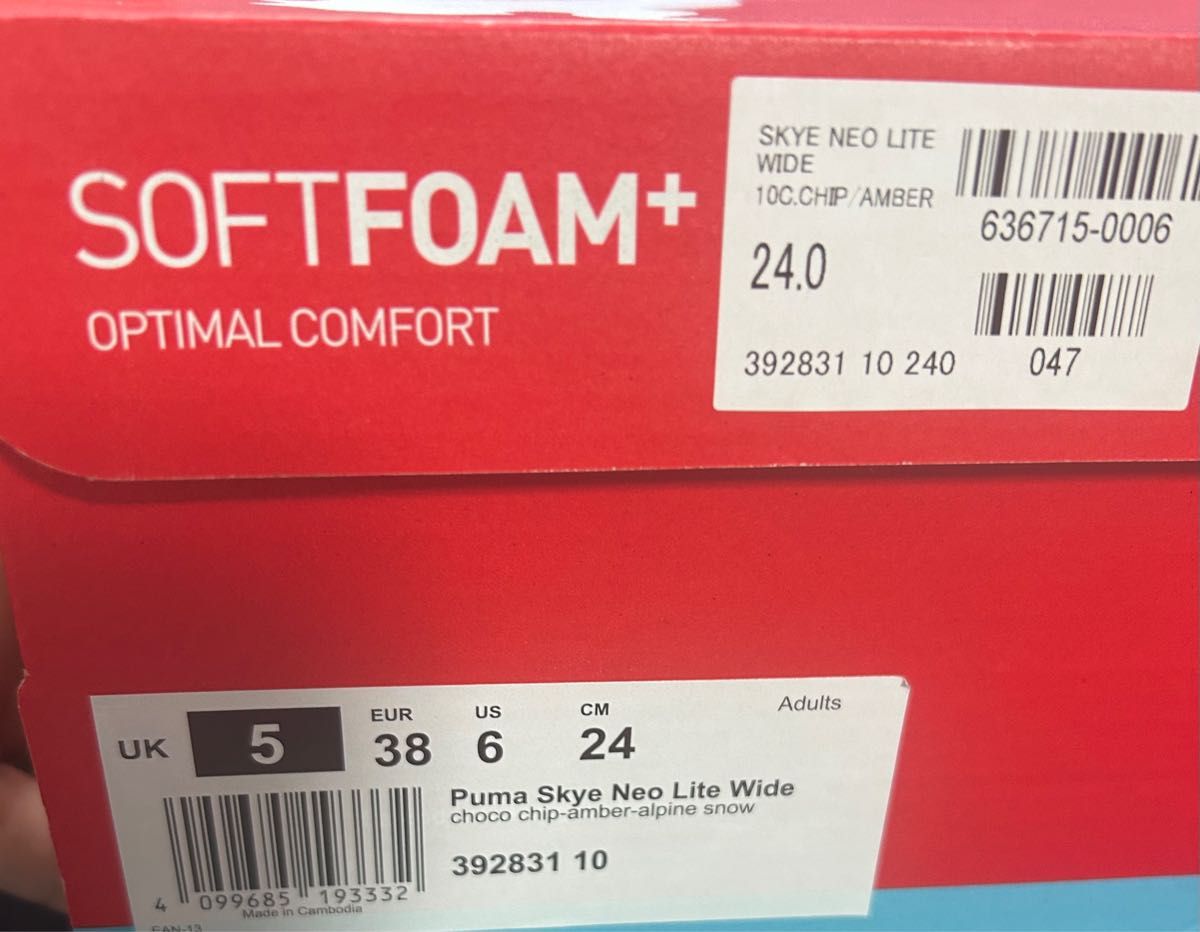 SOFTFOAM+
OPTIMAL COMFORT
SKYE NEO LITE
WIDE
10C.CHIP/AMBER
636715-0006
24.0
392831 10 240
047
Adults
EUR US CM
UK 5 38 6 24
Puma Skye Neo Lite Wide
choco chip-amber-alpine snow
392831 10
4 099685 193332
Made in Cambodia
EAN-13